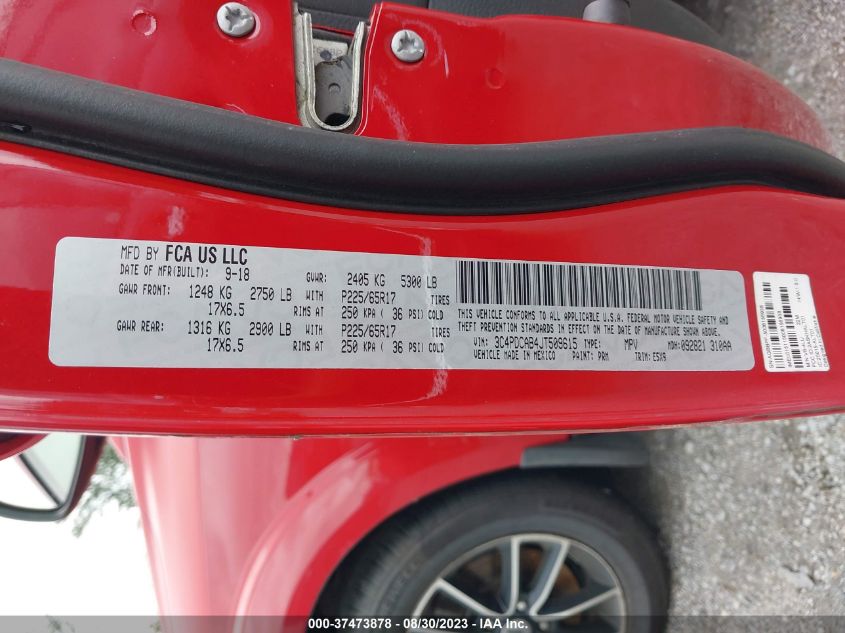 MFD BY FCA US LLC
DATE OF MFR(BUILT): 9-18 GVWR: 2405 KG 5300 LB
GAWR FRONT: 1248 KG 2750 LB WITH P225/65R17 TIRES
17X6.5 RIMS AT 250 KPA ( 36 PSI) COLD
GAWR REAR: 1316 KG 2900 LB WITH P225/65R17 TIRES
17X6.5 RIMS AT 250 KPA ( 36 PSI) COLD
THIS VEHICLE CONFORMS TO ALL APPLICABLE U.S.A. FEDERAL MOTOR VEHICLE SAFETY AND
THEFT PREVENTION STANDARDS IN EFFECT ON THE DATE OF MANUFACTURE SHOWN ABOVE.
VIN: 3C4PDCAB4JT509615 TYPE: MPV MDH: 092821 310AA
VEHICLE MADE IN MEXICO PAINT: PRM TRIM: E5X9
000-37473878 - 08/30/2023 - IAAI - Copyright IAA, Inc.